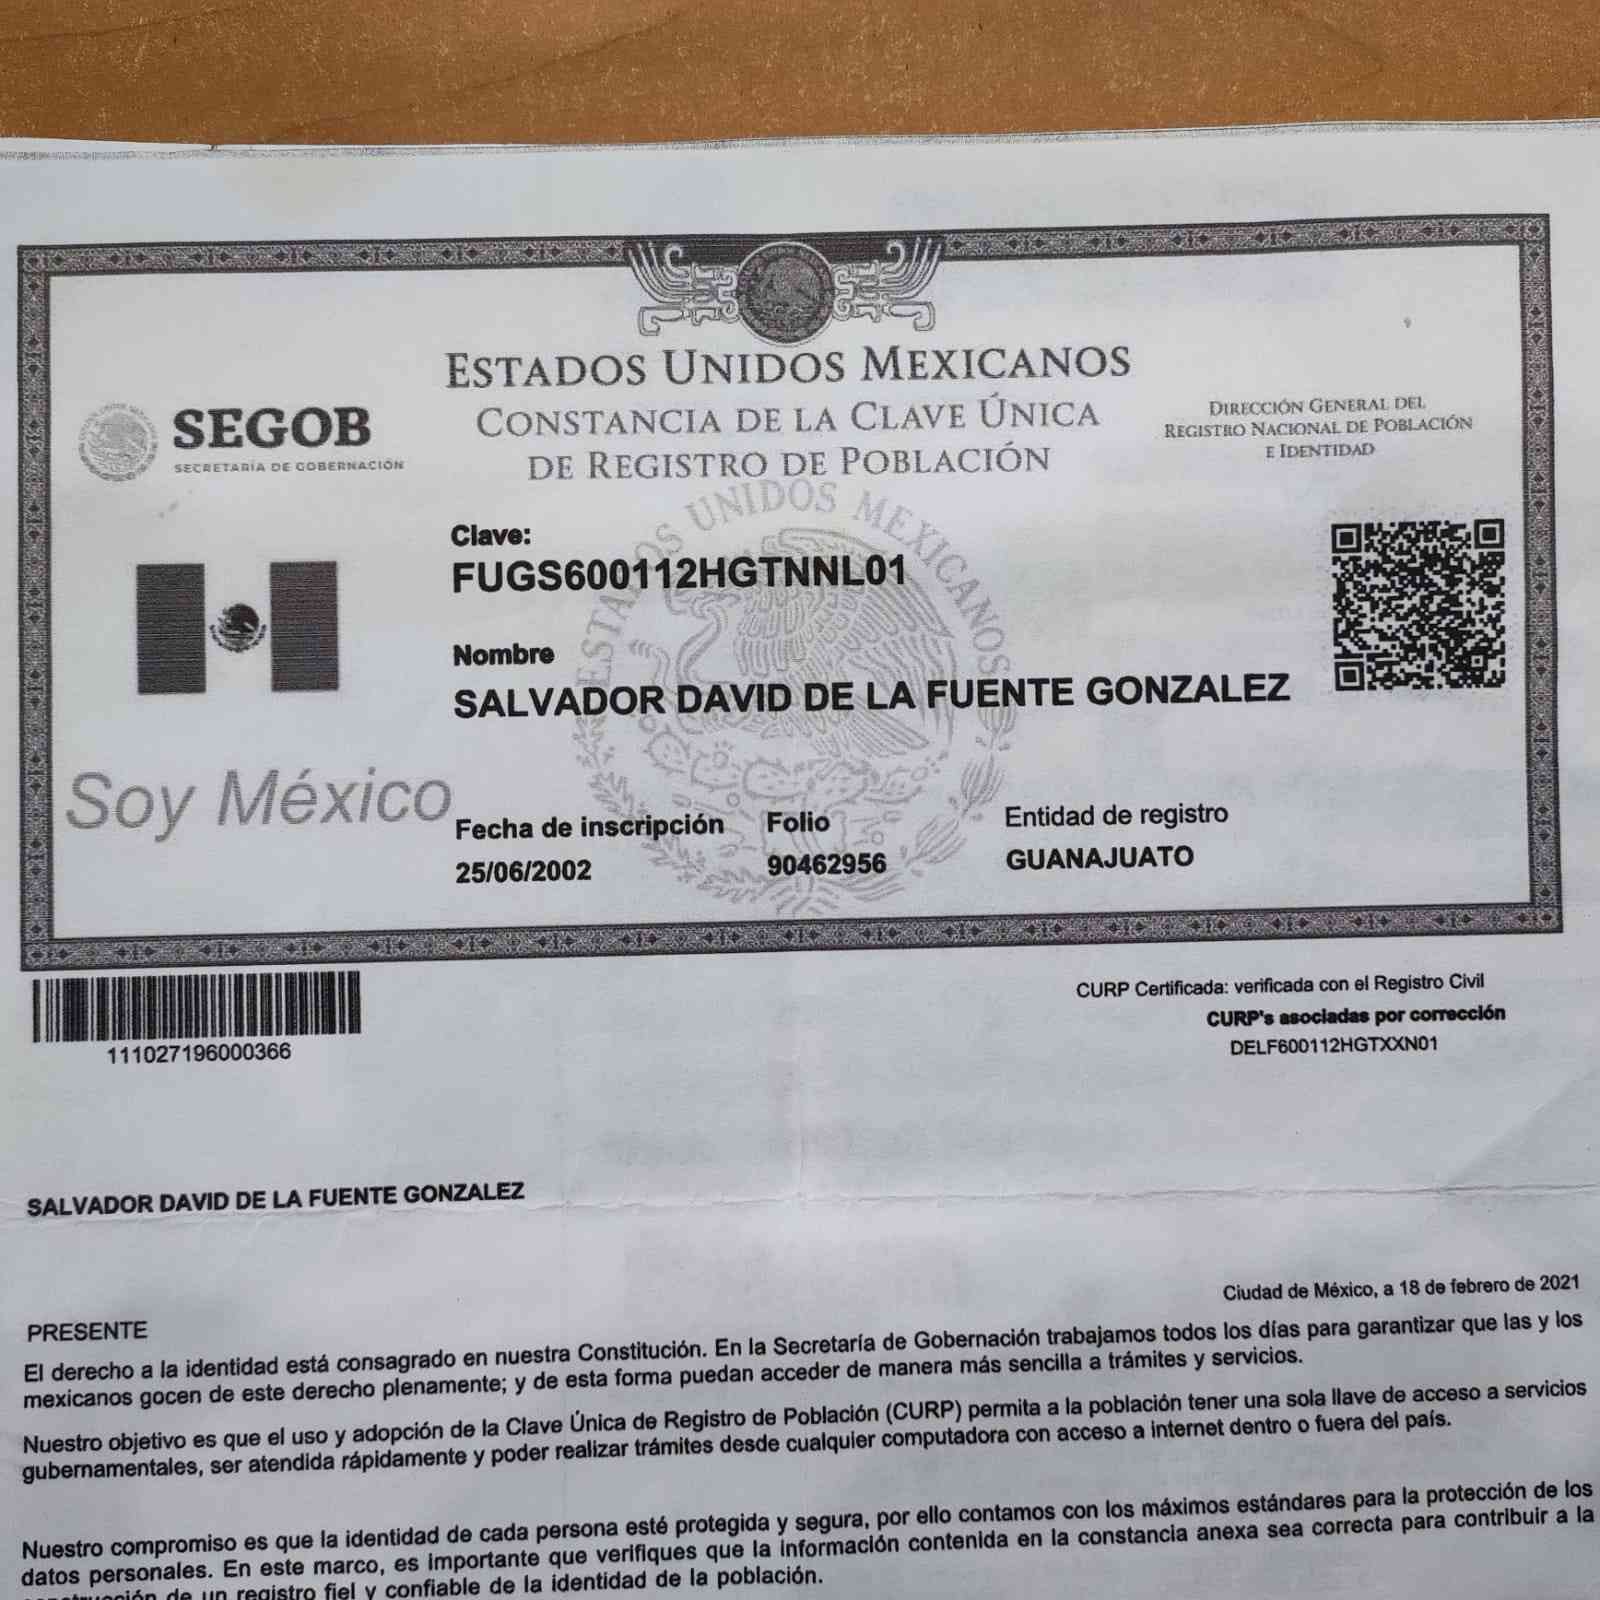 ESTADOS UNIDOS MEXICANOS
CONSTANCIA DE LA CLAVE ÚNICA
DE REGISTRO DE POBLACIÓN
SEGOB
SECRETARÍA DE GOBERNACIÓN
DIRECCIÓN GENERAL DEL
REGISTRO NACIONAL DE POBLACIÓN
E IDENTIDAD
ESTADOS UNIDOS MEXICANOS
Clave:
FUGS600112HGTNNL01
Nombre
SALVADOR DAVID DE LA FUENTE GONZALEZ
Soy México
Fecha de inscripción
25/06/2002
Folio
90462956
Entidad de registro
GUANAJUATO
111027196000366
CURP Certificada: verificada con el Registro Civil
CURP's asociadas por corrección
DELF600112HGTXXN01
SALVADOR DAVID DE LA FUENTE GONZALEZ
Ciudad de México, a 18 de febrero de 2021
PRESENTE
El derecho a la identidad está consagrado en nuestra Constitución. En la Secretaría de Gobernación trabajamos todos los días para garantizar que las y los
mexicanos gocen de este derecho plenamente; y de esta forma puedan acceder de manera más sencilla a trámites y servicios.
Nuestro objetivo es que el uso y adopción de la Clave Única de Registro de Población (CURP) permita a la población tener una sola llave de acceso a servicios
gubernamentales, ser atendida rápidamente y poder realizar trámites desde cualquier computadora con acceso a internet dentro o fuera del país.
Nuestro compromiso es que la identidad de cada persona esté protegida y segura, por ello contamos con los máximos estándares para la protección de los
datos personales. En este marco, es importante que verifiques que la información contenida en la constancia anexa sea correcta para contribuir a la
de un registro fiel y confiable de la identidad de la población.